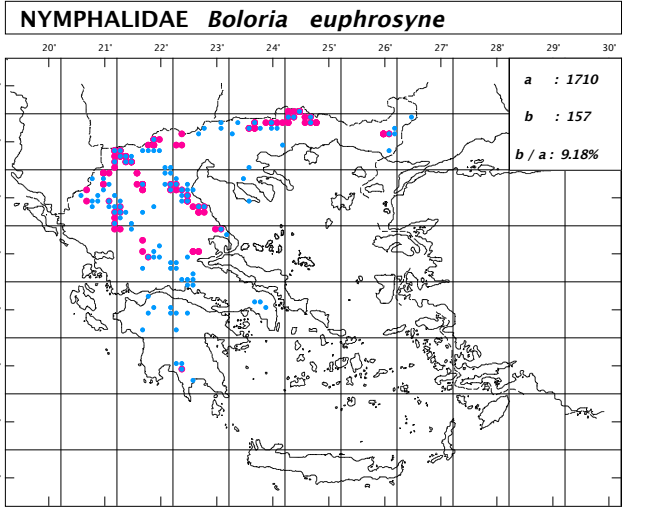 NYMPHALIDAE Boloria euphrosyne
20° 21° 22° 23° 24° 25° 26° 27° 28° 29° 30°
a : 1710
b : 157
b / a : 9.18%